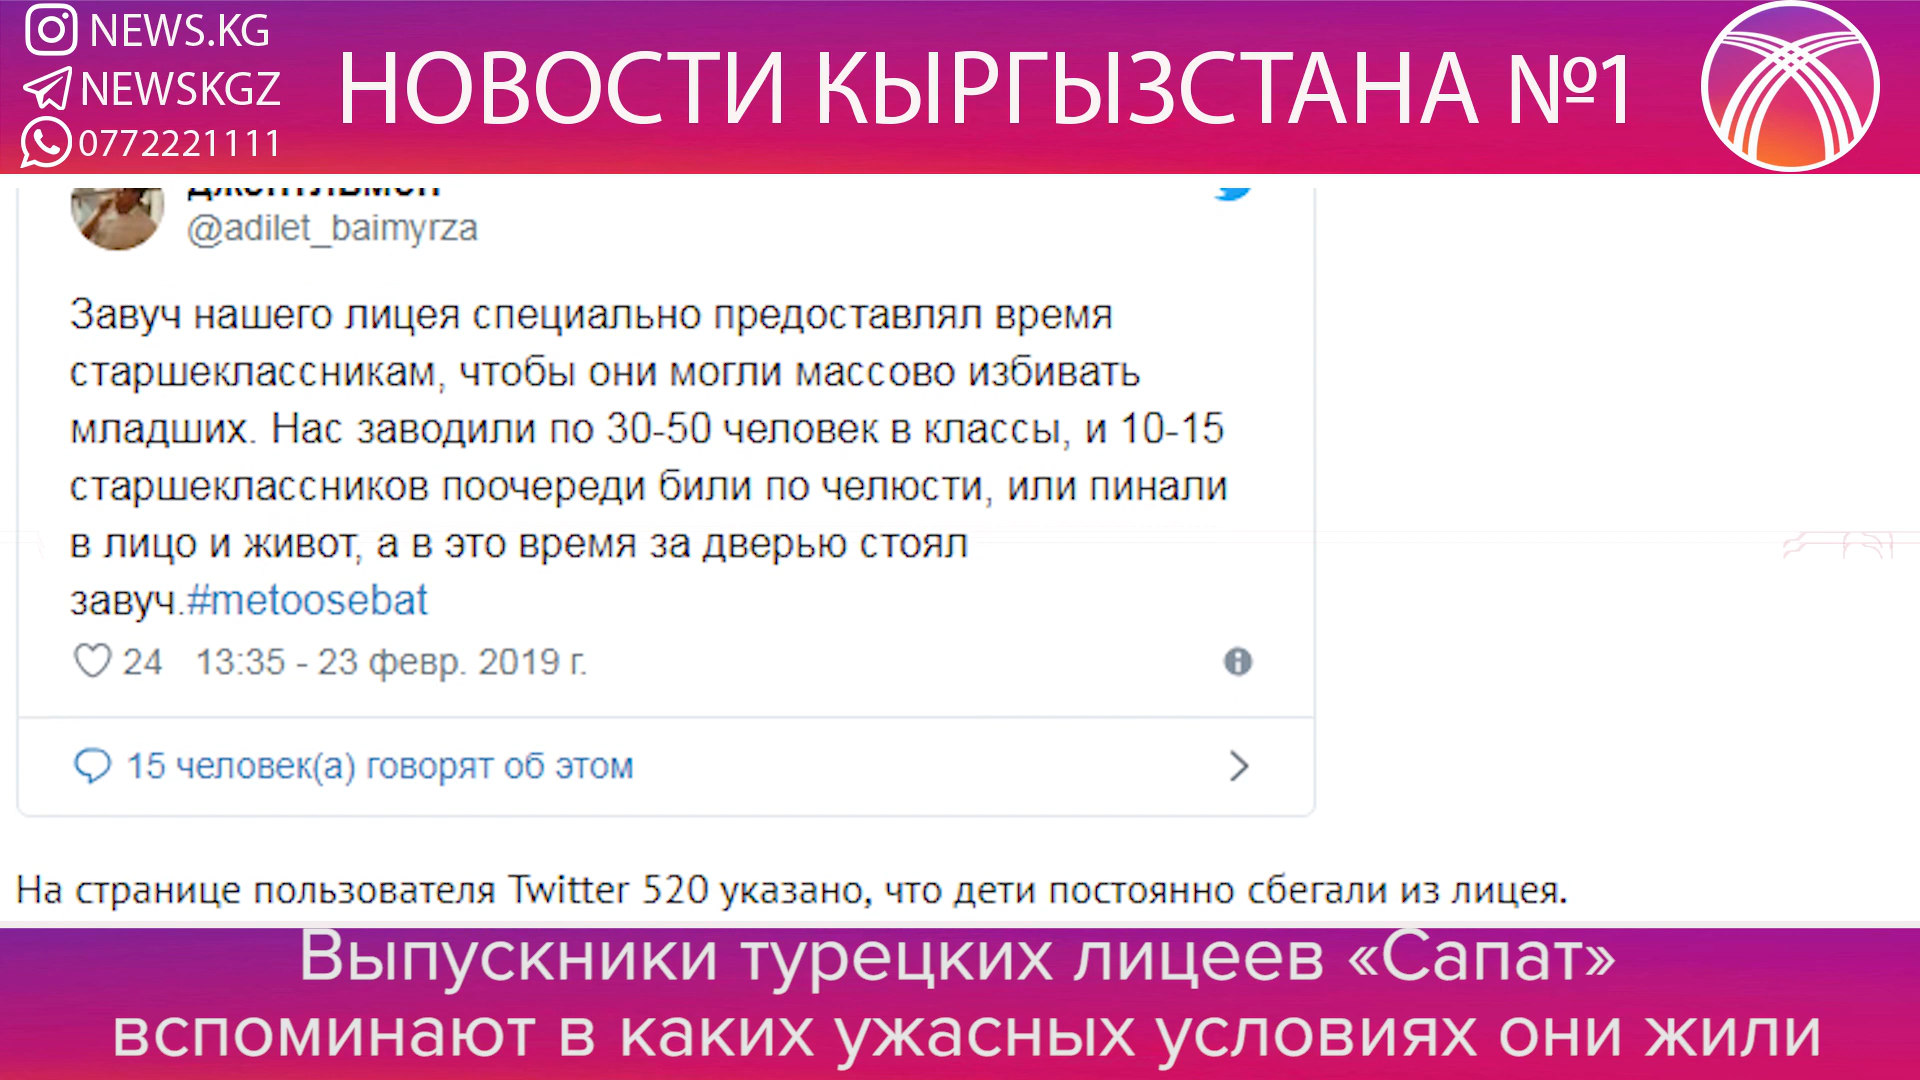 NEWS.KG
NEWSKGZ
0772221111
НОВОСТИ КЫРГЫЗСТАНА №1
@adilet_baimyrza
Завуч нашего лицея специально предоставлял время
старшеклассникам, чтобы они могли массово избивать
младших. Нас заводили по 30-50 человек в классы, и 10-15
старшеклассников поочереди били по челюсти, или пинали
в лицо и живот, а в это время за дверью стоял
завуч.#metoosebat
24 13:35 - 23 февр. 2019 г.
15 человек(а) говорят об этом
На странице пользователя Twitter 520 указано, что дети постоянно сбегали из лицея.
Выпускники турецких лицеев «Сапат»
вспоминают в каких ужасных условиях они жили